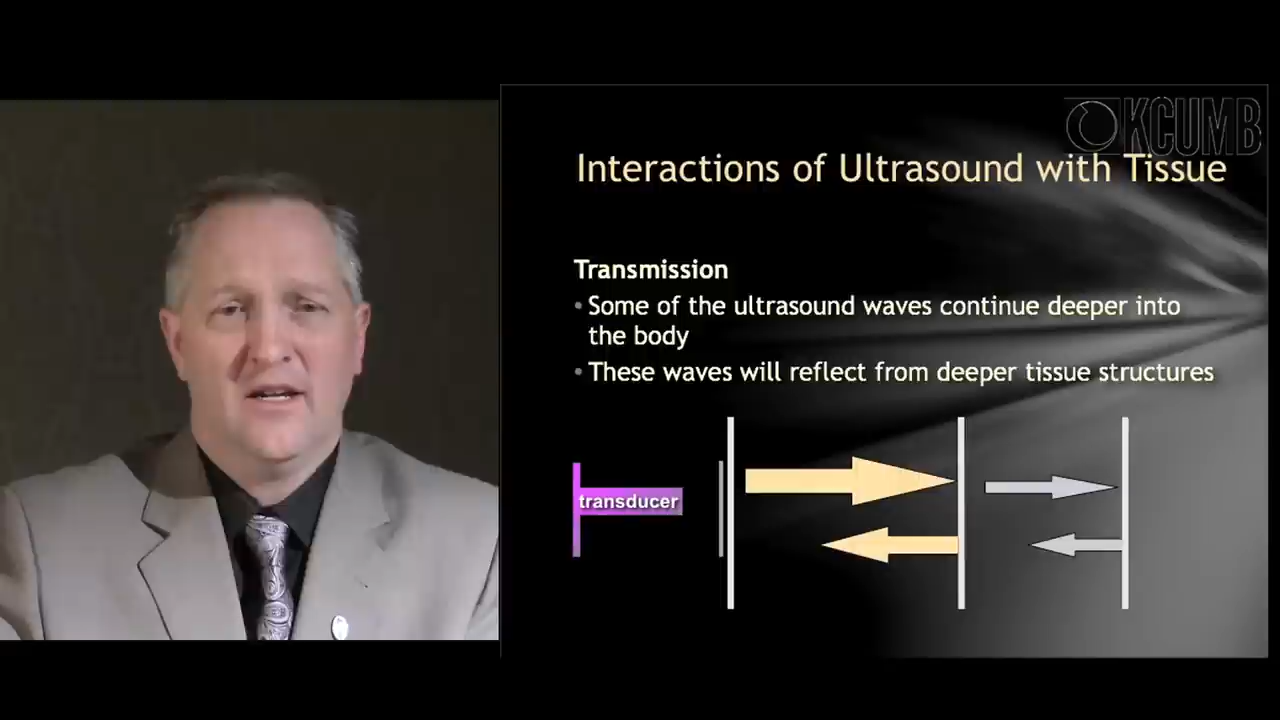 KCUMB
Interactions of Ultrasound with Tissue
Transmission
• Some of the ultrasound waves continue deeper into
the body
• These waves will reflect from deeper tissue structures
transducer